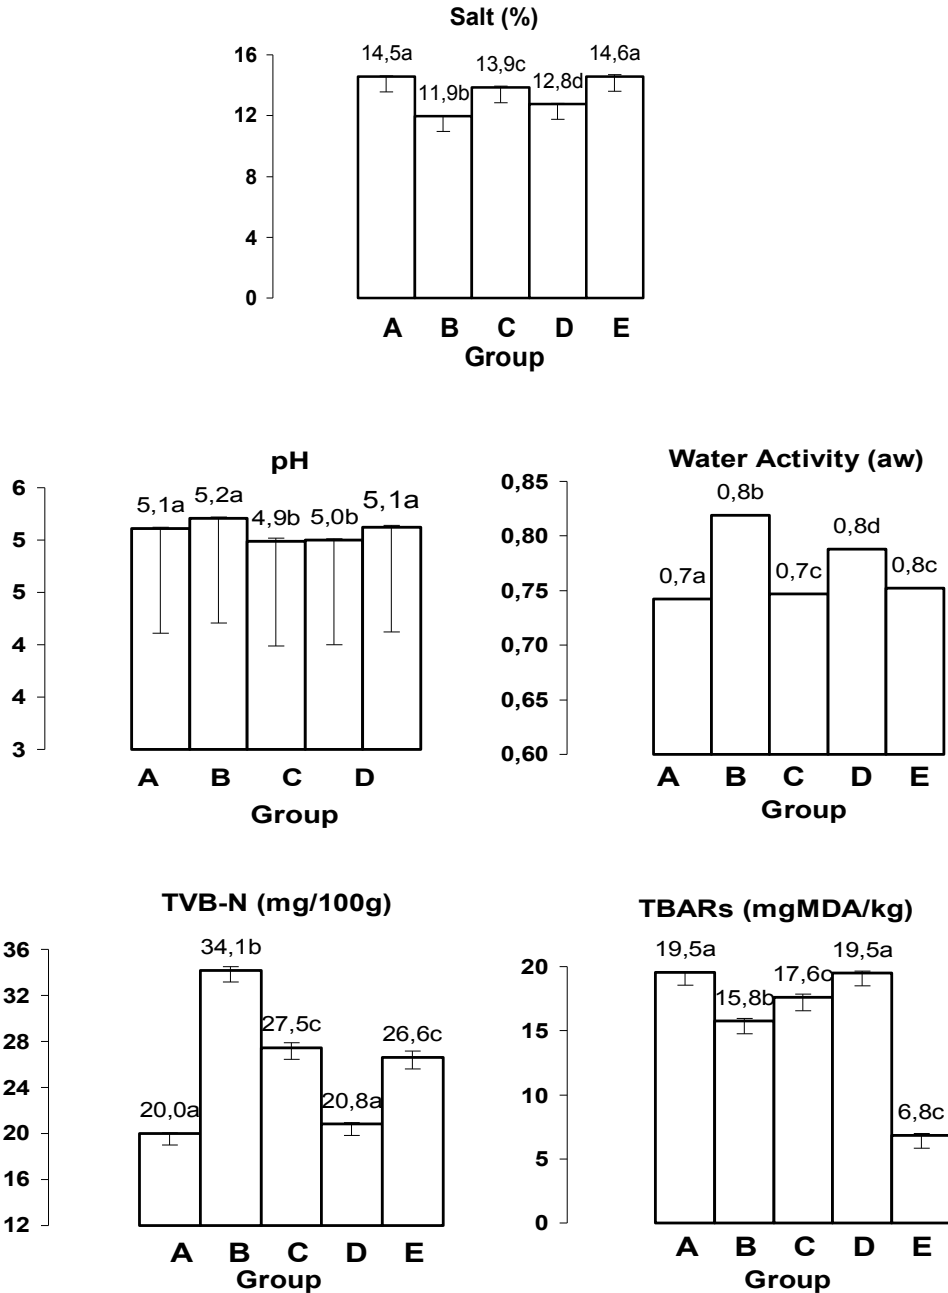 Salt (%)
16
12
8
4
0
14,5a
11,9b
13,9c
12,8d
14,6a
A B C D E
Group
pH
6
5
5
4
4
3
5,1a
5,2a
4,9b
5,0b
5,1a
A B C D
Group
Water Activity (aw)
0,85
0,80
0,75
0,70
0,65
0,60
0,7a
0,8b
0,7c
0,8d
0,8c
A B C D E
Group
TVB-N (mg/100g)
36
32
28
24
20
16
12
20,0a
34,1b
27,5c
20,8a
26,6c
A B C D E
Group
TBARs (mgMDA/kg)
20
15
10
5
0
19,5a
15,8b
17,6c
19,5a
6,8c
A B C D E
Group